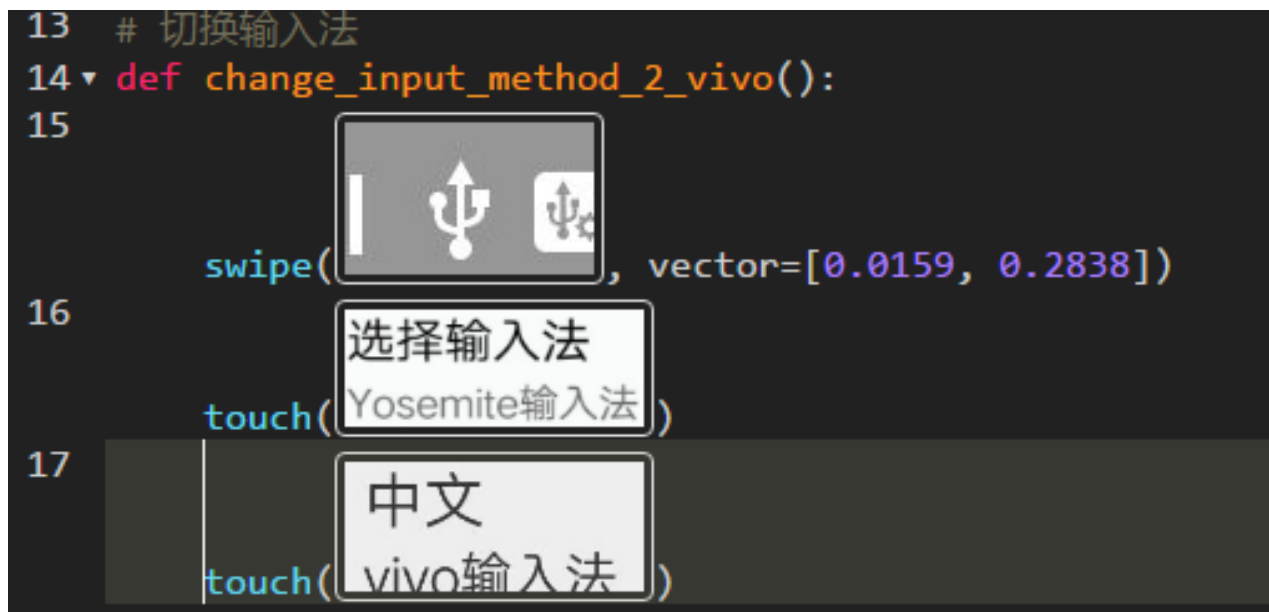 13 # 切换输入法
14 def change_input_method_2_vivo():
15
swipe(, vector=[0.0159, 0.2838])
16
选择输入法
Yosemite输入法
touch()
17
中文
vivo输入法
touch()